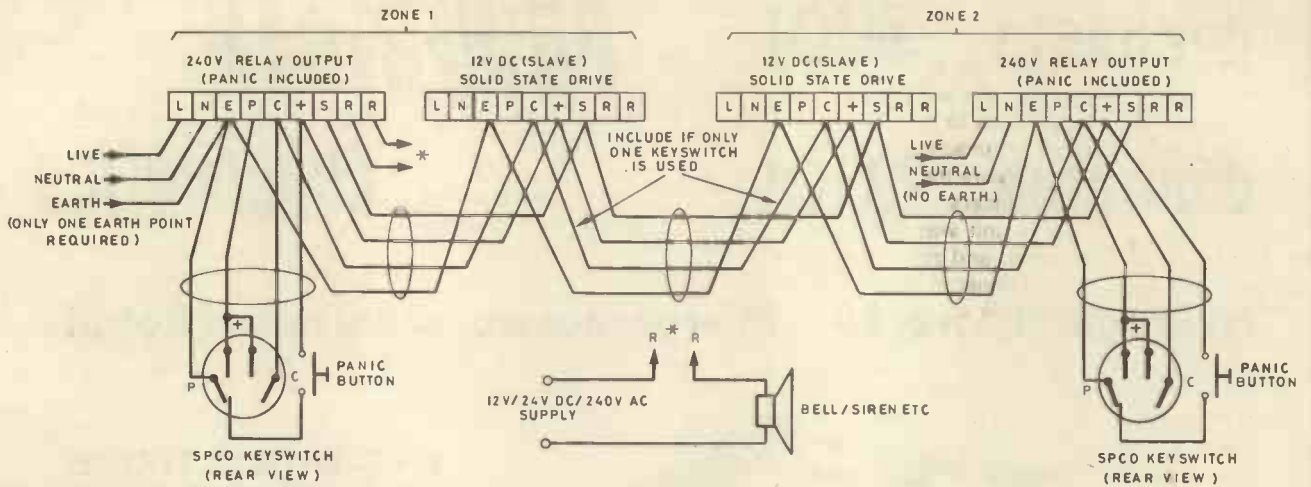 ZONE 1
ZONE 2
240V RELAY OUTPUT
(PANIC INCLUDED)
12V DC(SLAVE)
SOLID STATE DRIVE
12V DC(SLAVE)
SOLID STATE DRIVE
240V RELAY OUTPUT
(PANIC INCLUDED)
L N E P C + S R R
L N E P C + S R R
L N E P C + S R R
L N E P C + S R R
LIVE
NEUTRAL
EARTH
(ONLY ONE EARTH POINT
REQUIRED)
*
INCLUDE IF ONLY
ONE KEYSWITCH
IS USED
LIVE
NEUTRAL
(NO EARTH)
+
P
C
PANIC
BUTTON
SPCO KEYSWITCH
(REAR VIEW)
R * R
12V/24V DC/240V AC
SUPPLY
BELL/SIREN ETC
+
P
C
PANIC
BUTTON
SPCO KEYSWITCH
(REAR VIEW)